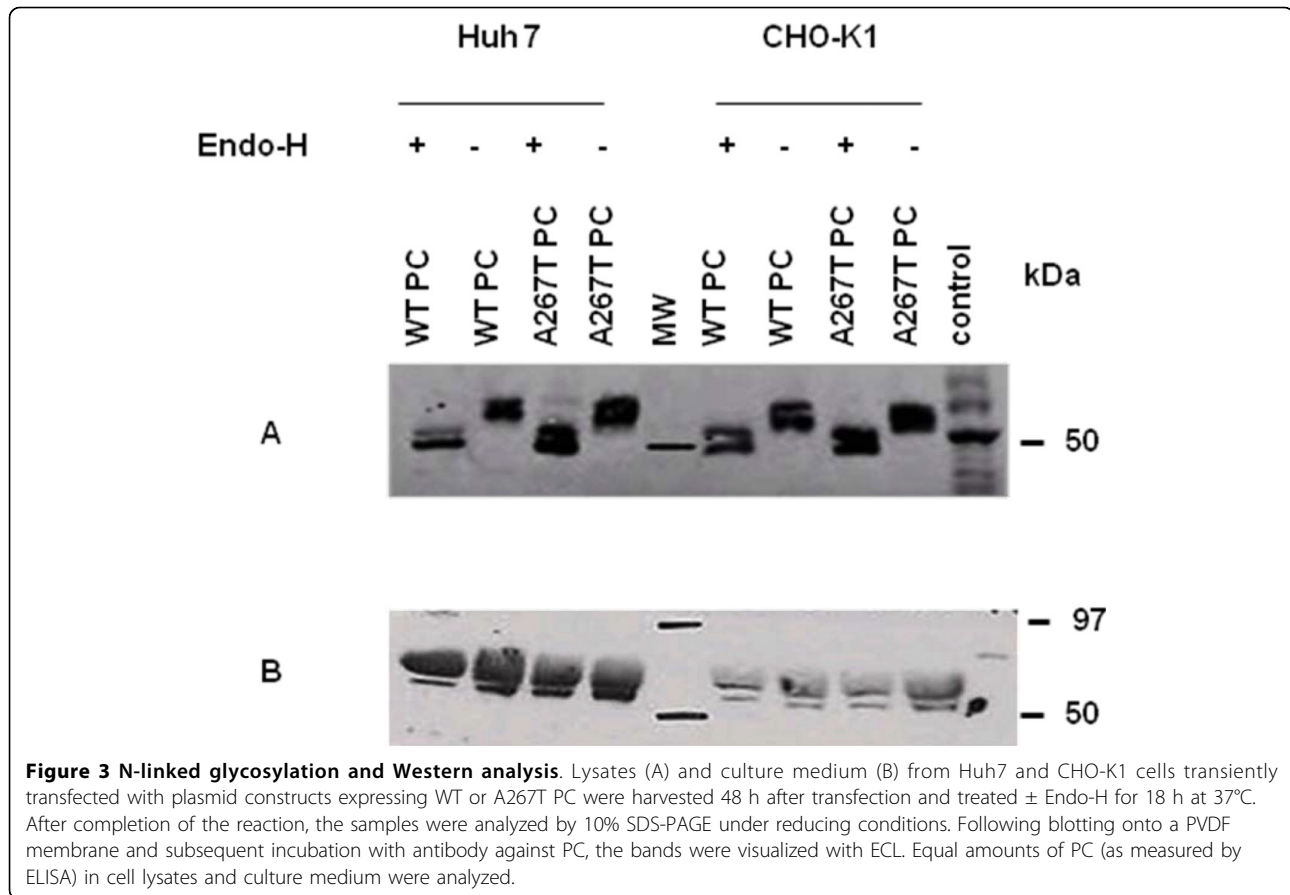 Huh 7 CHO-K1
Endo-H + - + - + - + -
WT PC WT PC A267T PC A267T PC MW WT PC WT PC A267T PC A267T PC control kDa
A 50
97
B
50
Figure 3 N-linked glycosylation and Western analysis. Lysates (A) and culture medium (B) from Huh7 and CHO-K1 cells transiently
transfected with plasmid constructs expressing WT or A267T PC were harvested 48 h after transfection and treated ± Endo-H for 18 h at 37°C.
After completion of the reaction, the samples were analyzed by 10% SDS-PAGE under reducing conditions. Following blotting onto a PVDF
membrane and subsequent incubation with antibody against PC, the bands were visualized with ECL. Equal amounts of PC (as measured by
ELISA) in cell lysates and culture medium were analyzed.